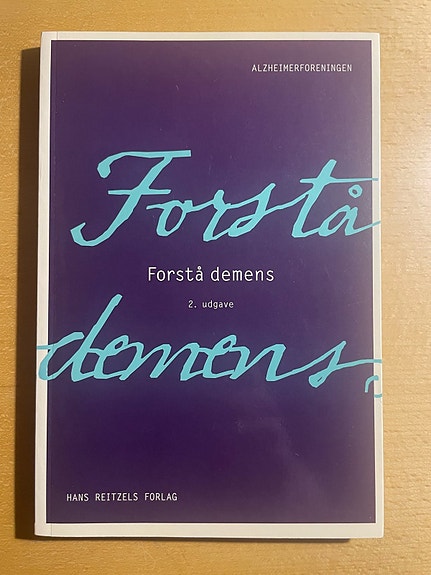 ALZHEIMERFORENINGEN
Forstå
Forstå demens
2. udgave
demens
HANS REITZELS FORLAG